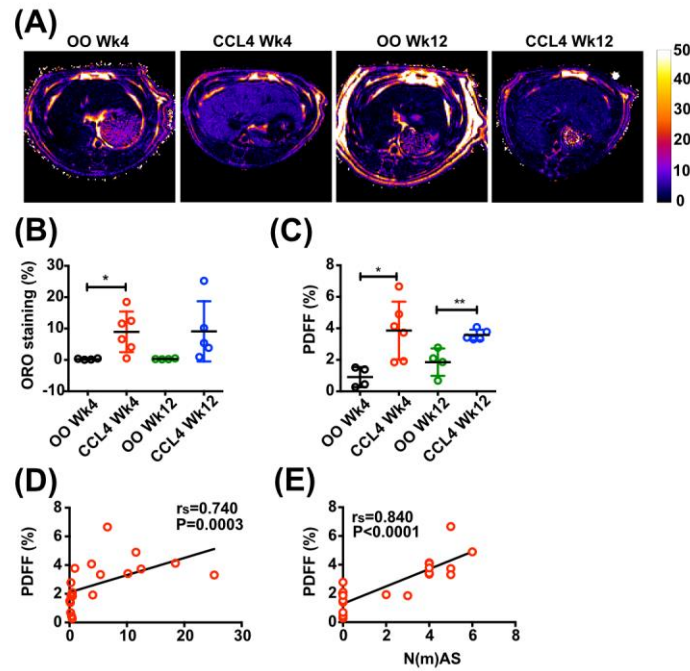 (A)
OO Wk4 CCL4 Wk4 OO Wk12 CCL4 Wk12
50
40
30
20
10
0
(B)
ORO staining (%)
30
20
10
0
-10
OO Wk4 CCL4 Wk4 OO Wk12 CCL4 Wk12
*
(C)
PDFF (%)
8
6
4
2
0
OO Wk4 CCL4 Wk4 OO Wk12 CCL4 Wk12
*
**
(D)
PDFF (%)
8
6
4
2
0
0 10 20 30
rs=0.740
P=0.0003
(E)
PDFF (%)
8
6
4
2
0
0 2 4 6 8
rs=0.840
P<0.0001
N(m)AS